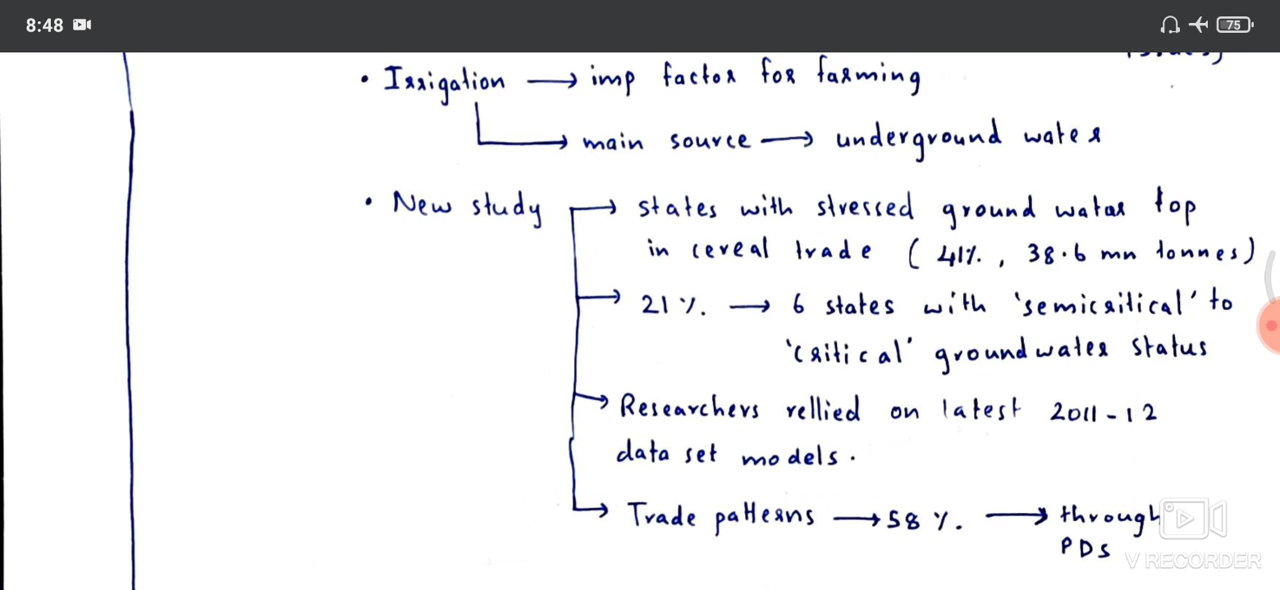 8:48
75
• Irrigation → imp factor for farming
→ main source → underground water
• New study → states with stressed ground water top
in cereal trade ( 41%, 38.6 mn tonnes)
→ 21 %. → 6 states with 'semicritical' to
'critical' groundwater status
→ Researchers rellied on latest 2011-12
data set models.
→ Trade patterns → 58 %. → through
PDS
V RECORDER